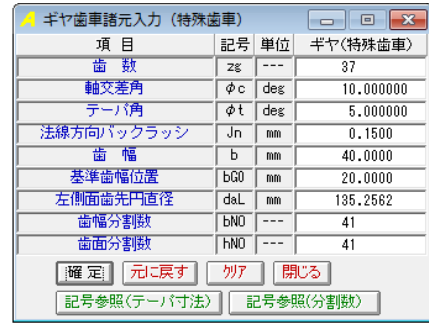 ギヤ歯車諸元入力 (特殊歯車)
項 目 記号 単位 ギヤ(特殊歯車)
歯 数 zg --- 37
軸交差角 φc deg 10.000000
テーパ角 φt deg 5.000000
法線方向バックラッシ Jn mm 0.1500
歯 幅 b mm 40.0000
基準歯幅位置 bG0 mm 20.0000
左側面歯先円直径 daL mm 135.2562
歯幅分割数 bN0 --- 41
歯面分割数 hN0 --- 41
確 定 元に戻す クリア 閉じる
記号参照(テーパ寸法) 記号参照(分割数)